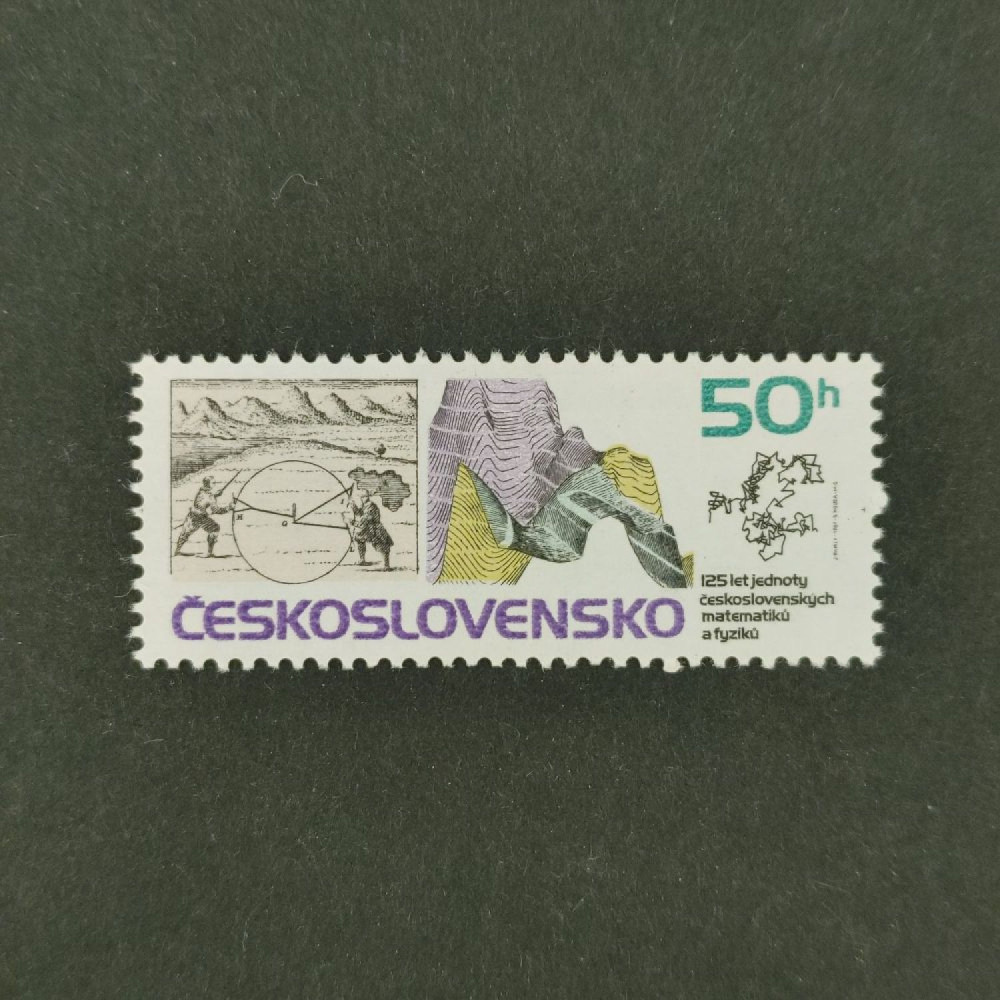 50h
125 let jednoty
československých
matematiků
a fyziků
ČESKOSLOVENSKO